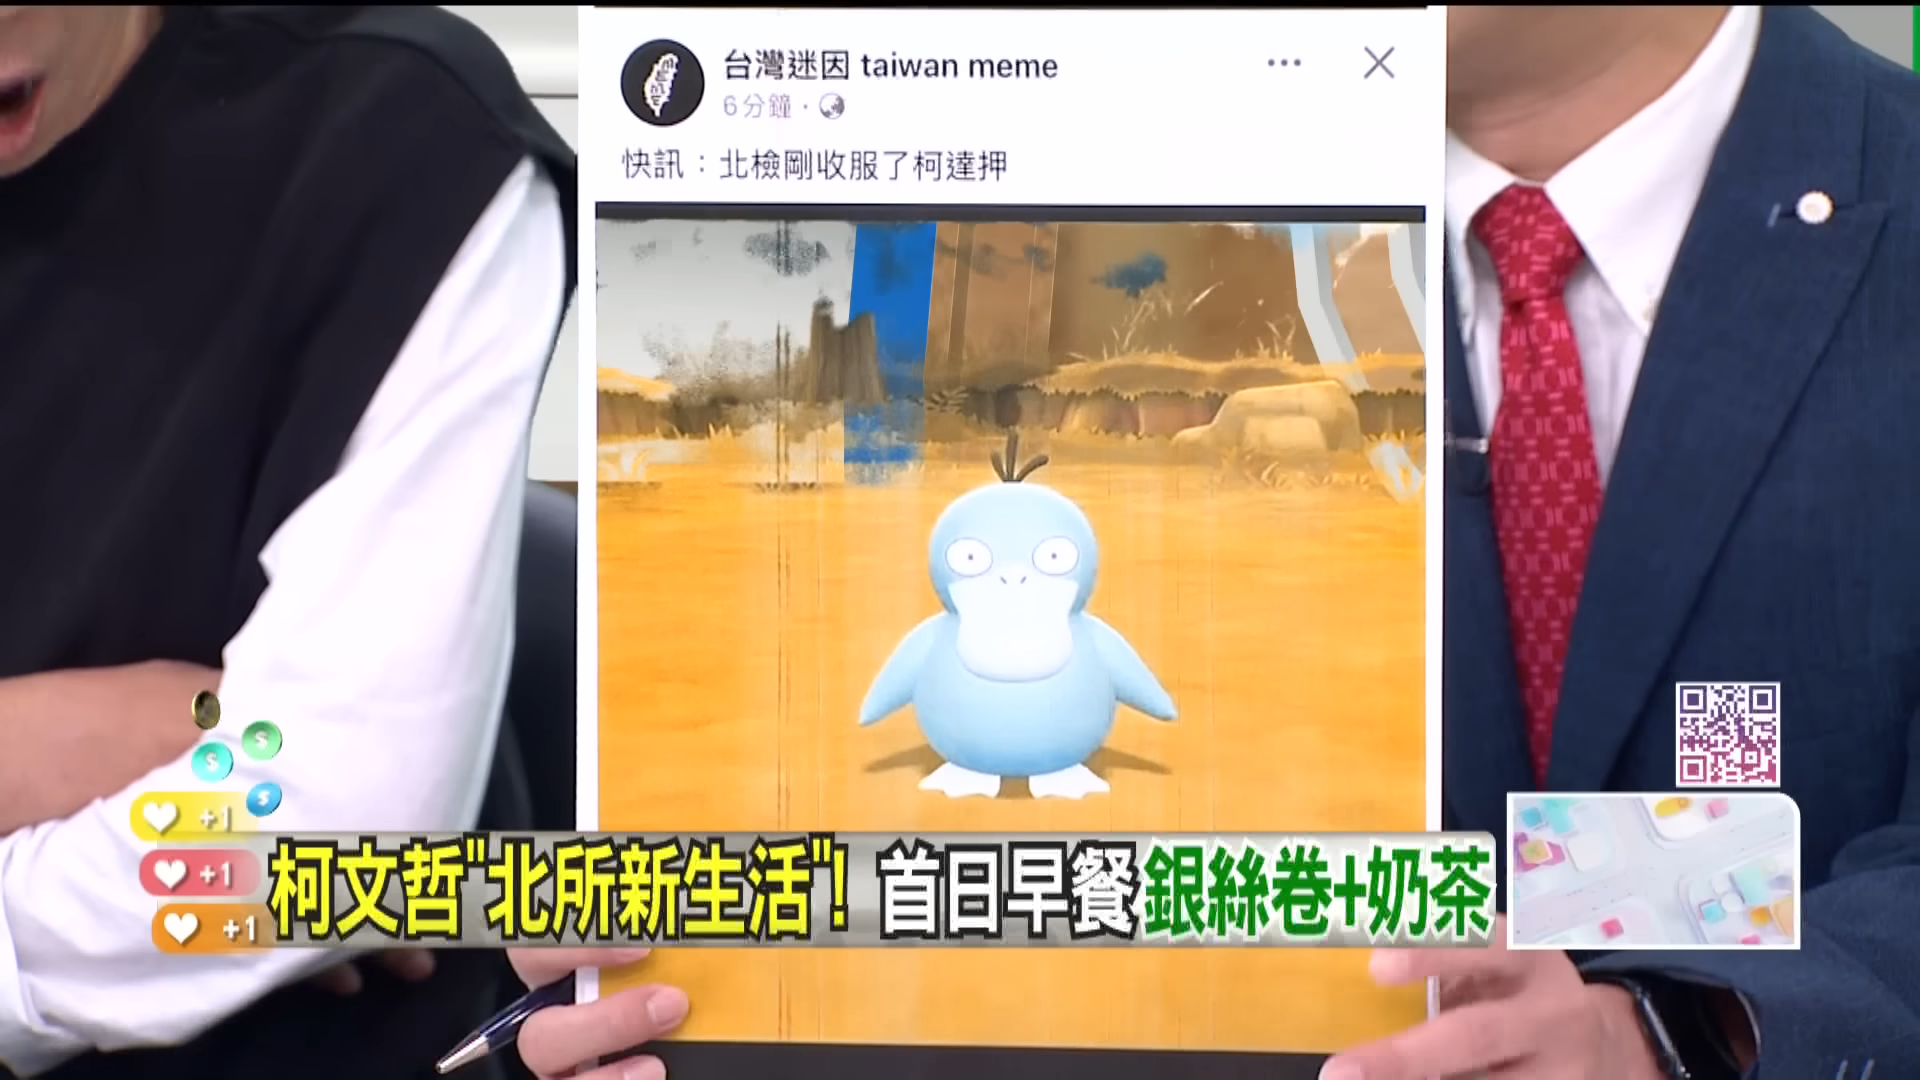 台灣迷因 taiwan meme
6分鐘
快訊：北檢剛收服了柯達押
+1
+1
+1
柯文哲"北所新生活"! 首日早餐銀絲卷+奶茶